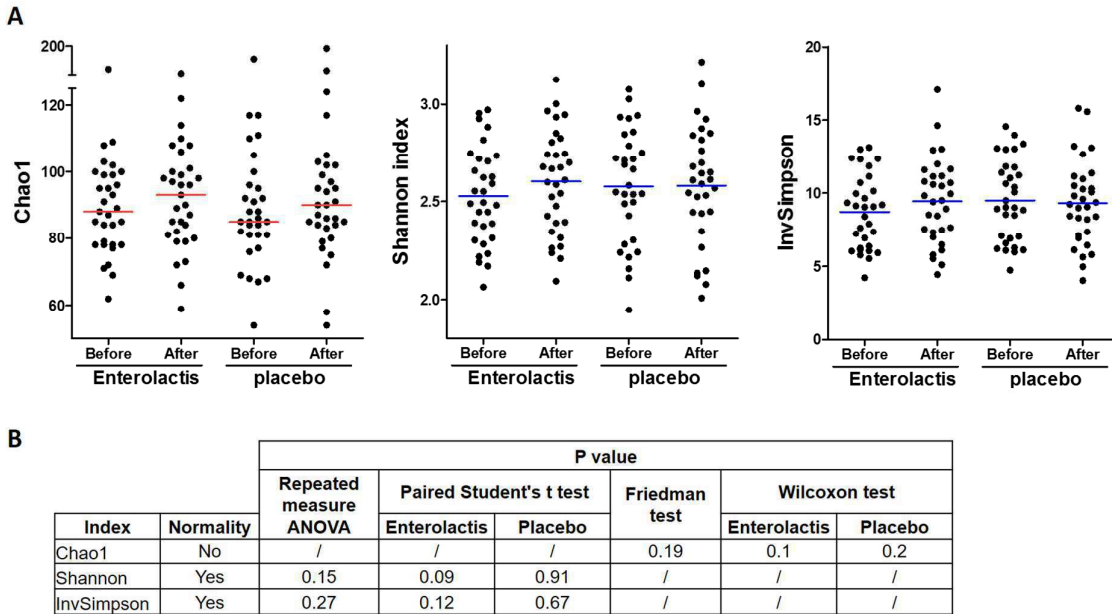 A
Chao1
200
120
100
80
60
Before After Before After
Enterolactis placebo
Shannon index
3.0
2.5
2.0
Before After Before After
Enterolactis placebo
InvSimpson
20
15
10
5
0
Before After Before After
Enterolactis placebo
B
P value
Index Normality Repeated measure ANOVA Paired Student's t test Friedman test Wilcoxon test
Enterolactis Placebo Enterolactis Placebo
Chao1 No / / / 0.19 0.1 0.2
Shannon Yes 0.15 0.09 0.91 / / /
InvSimpson Yes 0.27 0.12 0.67 / / /